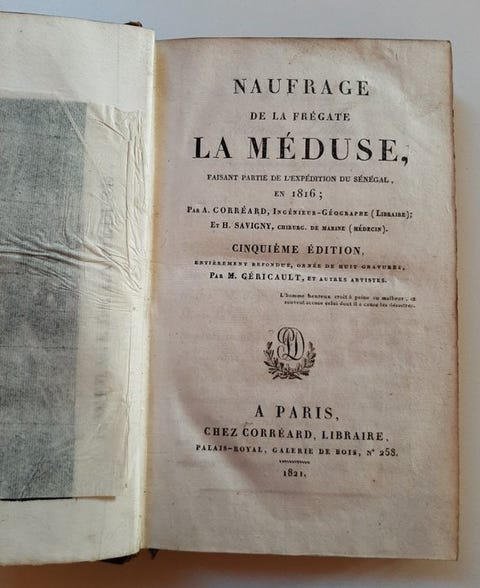 NAUFRAGE
DE LA FRÉGATE
LA MÉDUSE,
FAISANT PARTIE DE L'EXPÉDITION DU SÉNÉGAL,
EN 1816;
PAR A. CORRÉARD, INGÉNIEUR-GÉOGRAPHE (LIBRAIRE);
ET H. SAVIGNY, CHIRURG. DE MARINE (MÉDECIN).
CINQUIÈME ÉDITION,
ENTIÈREMENT REFONDUE, ORNÉE DE HUIT GRAVURES,
PAR M. GÉRICAULT, ET AUTRES ARTISTES.
L'homme heureux croit à peine au malheur, et
souvent accuse celui dont il a causé les désastres.
A PARIS,
CHEZ CORRÉARD, LIBRAIRE,
PALAIS-ROYAL, GALERIE DE BOIS, N° 258.
1821.